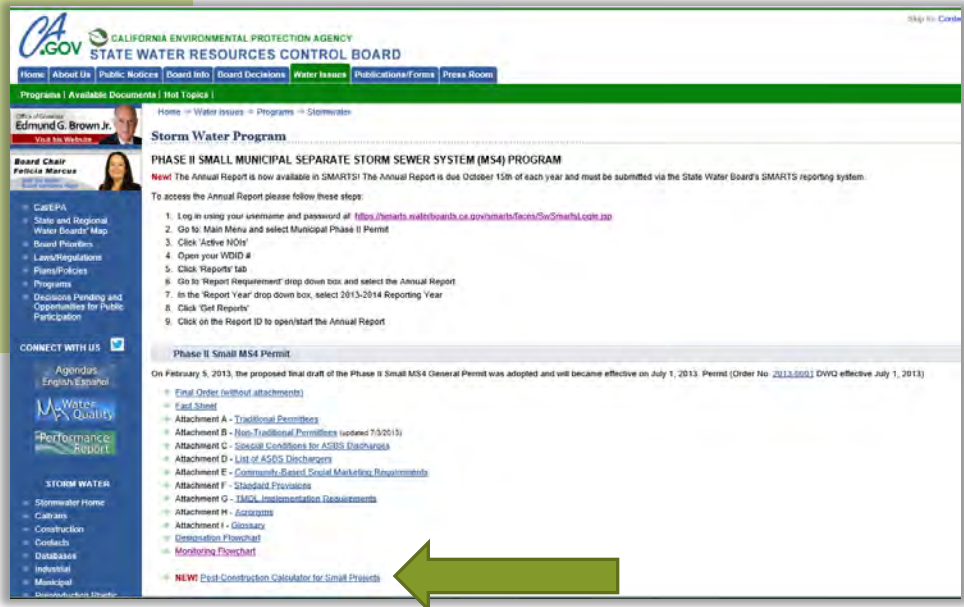 Skip to: Conte
CA
.GOV
CALIFORNIA ENVIRONMENTAL PROTECTION AGENCY
STATE WATER RESOURCES CONTROL BOARD
Home About Us Public Notices Board Info Board Decisions Water Issues Publications/Forms Press Room
Programs | Available Documents | Hot Topics |
Office of Governor
Edmund G. Brown Jr.
Visit his Website
Board Chair
Felicia Marcus
Cal/EPA
State and Regional
Water Boards' Map
Board Priorities
Laws/Regulations
Plans/Policies
Programs
Decisions Pending and
Opportunities for Public
Participation
CONNECT WITH US
Agendas
English/Espanol
My Water
Quality
Performance
Report
STORM WATER
Stormwater Home
Caltrans
Construction
Contacts
Databases
Industrial
Municipal
Home → Water Issues → Programs → Stormwater
Storm Water Program
PHASE II SMALL MUNICIPAL SEPARATE STORM SEWER SYSTEM (MS4) PROGRAM
New! The Annual Report is now available in SMARTS! The Annual Report is due October 15th of each year and must be submitted via the State Water Board's SMARTS reporting system.
To access the Annual Report please follow these steps:
1. Log in using your username and password at: https://smarts.waterboards.ca.gov/smarts/faces/SwSmartsLogin.jsp
2. Go to: Main Menu and select Municipal Phase II Permit
3. Click 'Active NOIs'
4. Open your WDID #
5. Click 'Reports' tab
6. Go to 'Report Requirement' drop down box and select the Annual Report
7. In the 'Report Year' drop down box, select 2013-2014 Reporting Year
8. Click 'Get Reports'
9. Click on the Report ID to open/start the Annual Report
Phase II Small MS4 Permit
On February 5, 2013, the proposed final draft of the Phase II Small MS4 General Permit was adopted and will became effective on July 1, 2013. Permit (Order No. 2013-0001 DWQ effective July 1, 2013)
Final Order (without attachments)
Fact Sheet
Attachment A - Traditional Permittees
Attachment B - Non-Traditional Permittees (updated 7/3/2013)
Attachment C - Special Conditions for ASBS Discharges
Attachment D - List of ASBS Dischargers
Attachment E - Community-Based Social Marketing Requirements
Attachment F - Standard Provisions
Attachment G - TMDL Implementation Requirements
Attachment H - Acronyms
Attachment I - Glossary
Designation Flowchart
Monitoring Flowchart
NEW! Post-Construction Calculator for Small Projects